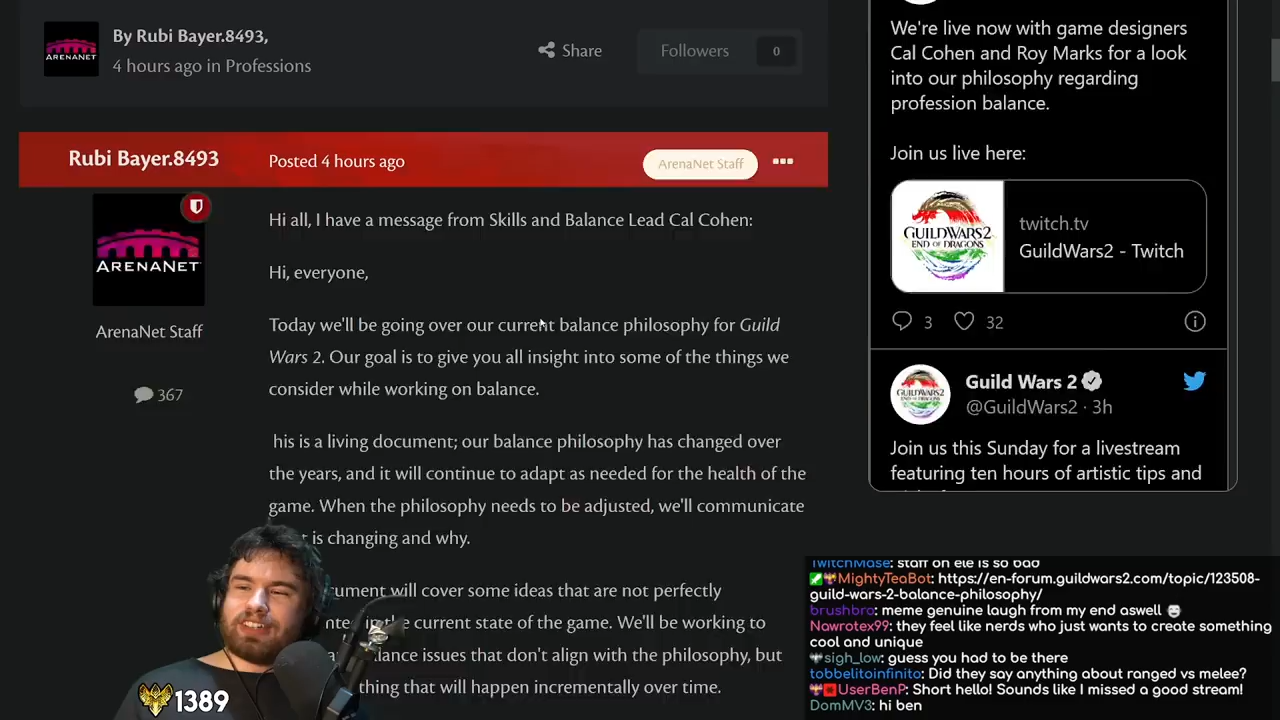 By Rubi Bayer.8493,
4 hours ago in Professions
Share
Followers 0
Rubi Bayer.8493
Posted 4 hours ago
ArenaNet Staff
ARENANET
ARENANET
ArenaNet Staff
367
Hi all, I have a message from Skills and Balance Lead Cal Cohen:
Hi, everyone,
Today we'll be going over our current balance philosophy for Guild
Wars 2. Our goal is to give you all insight into some of the things we
consider while working on balance.
his is a living document; our balance philosophy has changed over
the years, and it will continue to adapt as needed for the health of the
game. When the philosophy needs to be adjusted, we'll communicate
is changing and why.
will cover some ideas that are not perfectly
in the current state of the game. We'll be working to
issues that don't align with the philosophy, but
thing that will happen incrementally over time.
We're live now with game designers
Cal Cohen and Roy Marks for a look
into our philosophy regarding
profession balance.
Join us live here:
GUILDWARS2
END OF DRAGONS
twitch.tv
GuildWars2 - Twitch
3 32
Guild Wars 2
@GuildWars2 · 3h
Join us this Sunday for a livestream
featuring ten hours of artistic tips and
TwitchMase: staff on ele is so bad
MightyTeaBot: https://en-forum.guildwars2.com/topic/123508-
guild-wars-2-balance-philosophy/
brushbro: meme genuine laugh from my end aswell
Nawrotex99: they feel like nerds who just wants to create something
cool and unique
sigh_low: guess you had to be there
tobbelitoinfinito: Did they say anything about ranged vs melee?
UserBenP: Short hello! Sounds like I missed a good stream!
DomMV3: hi ben
1389